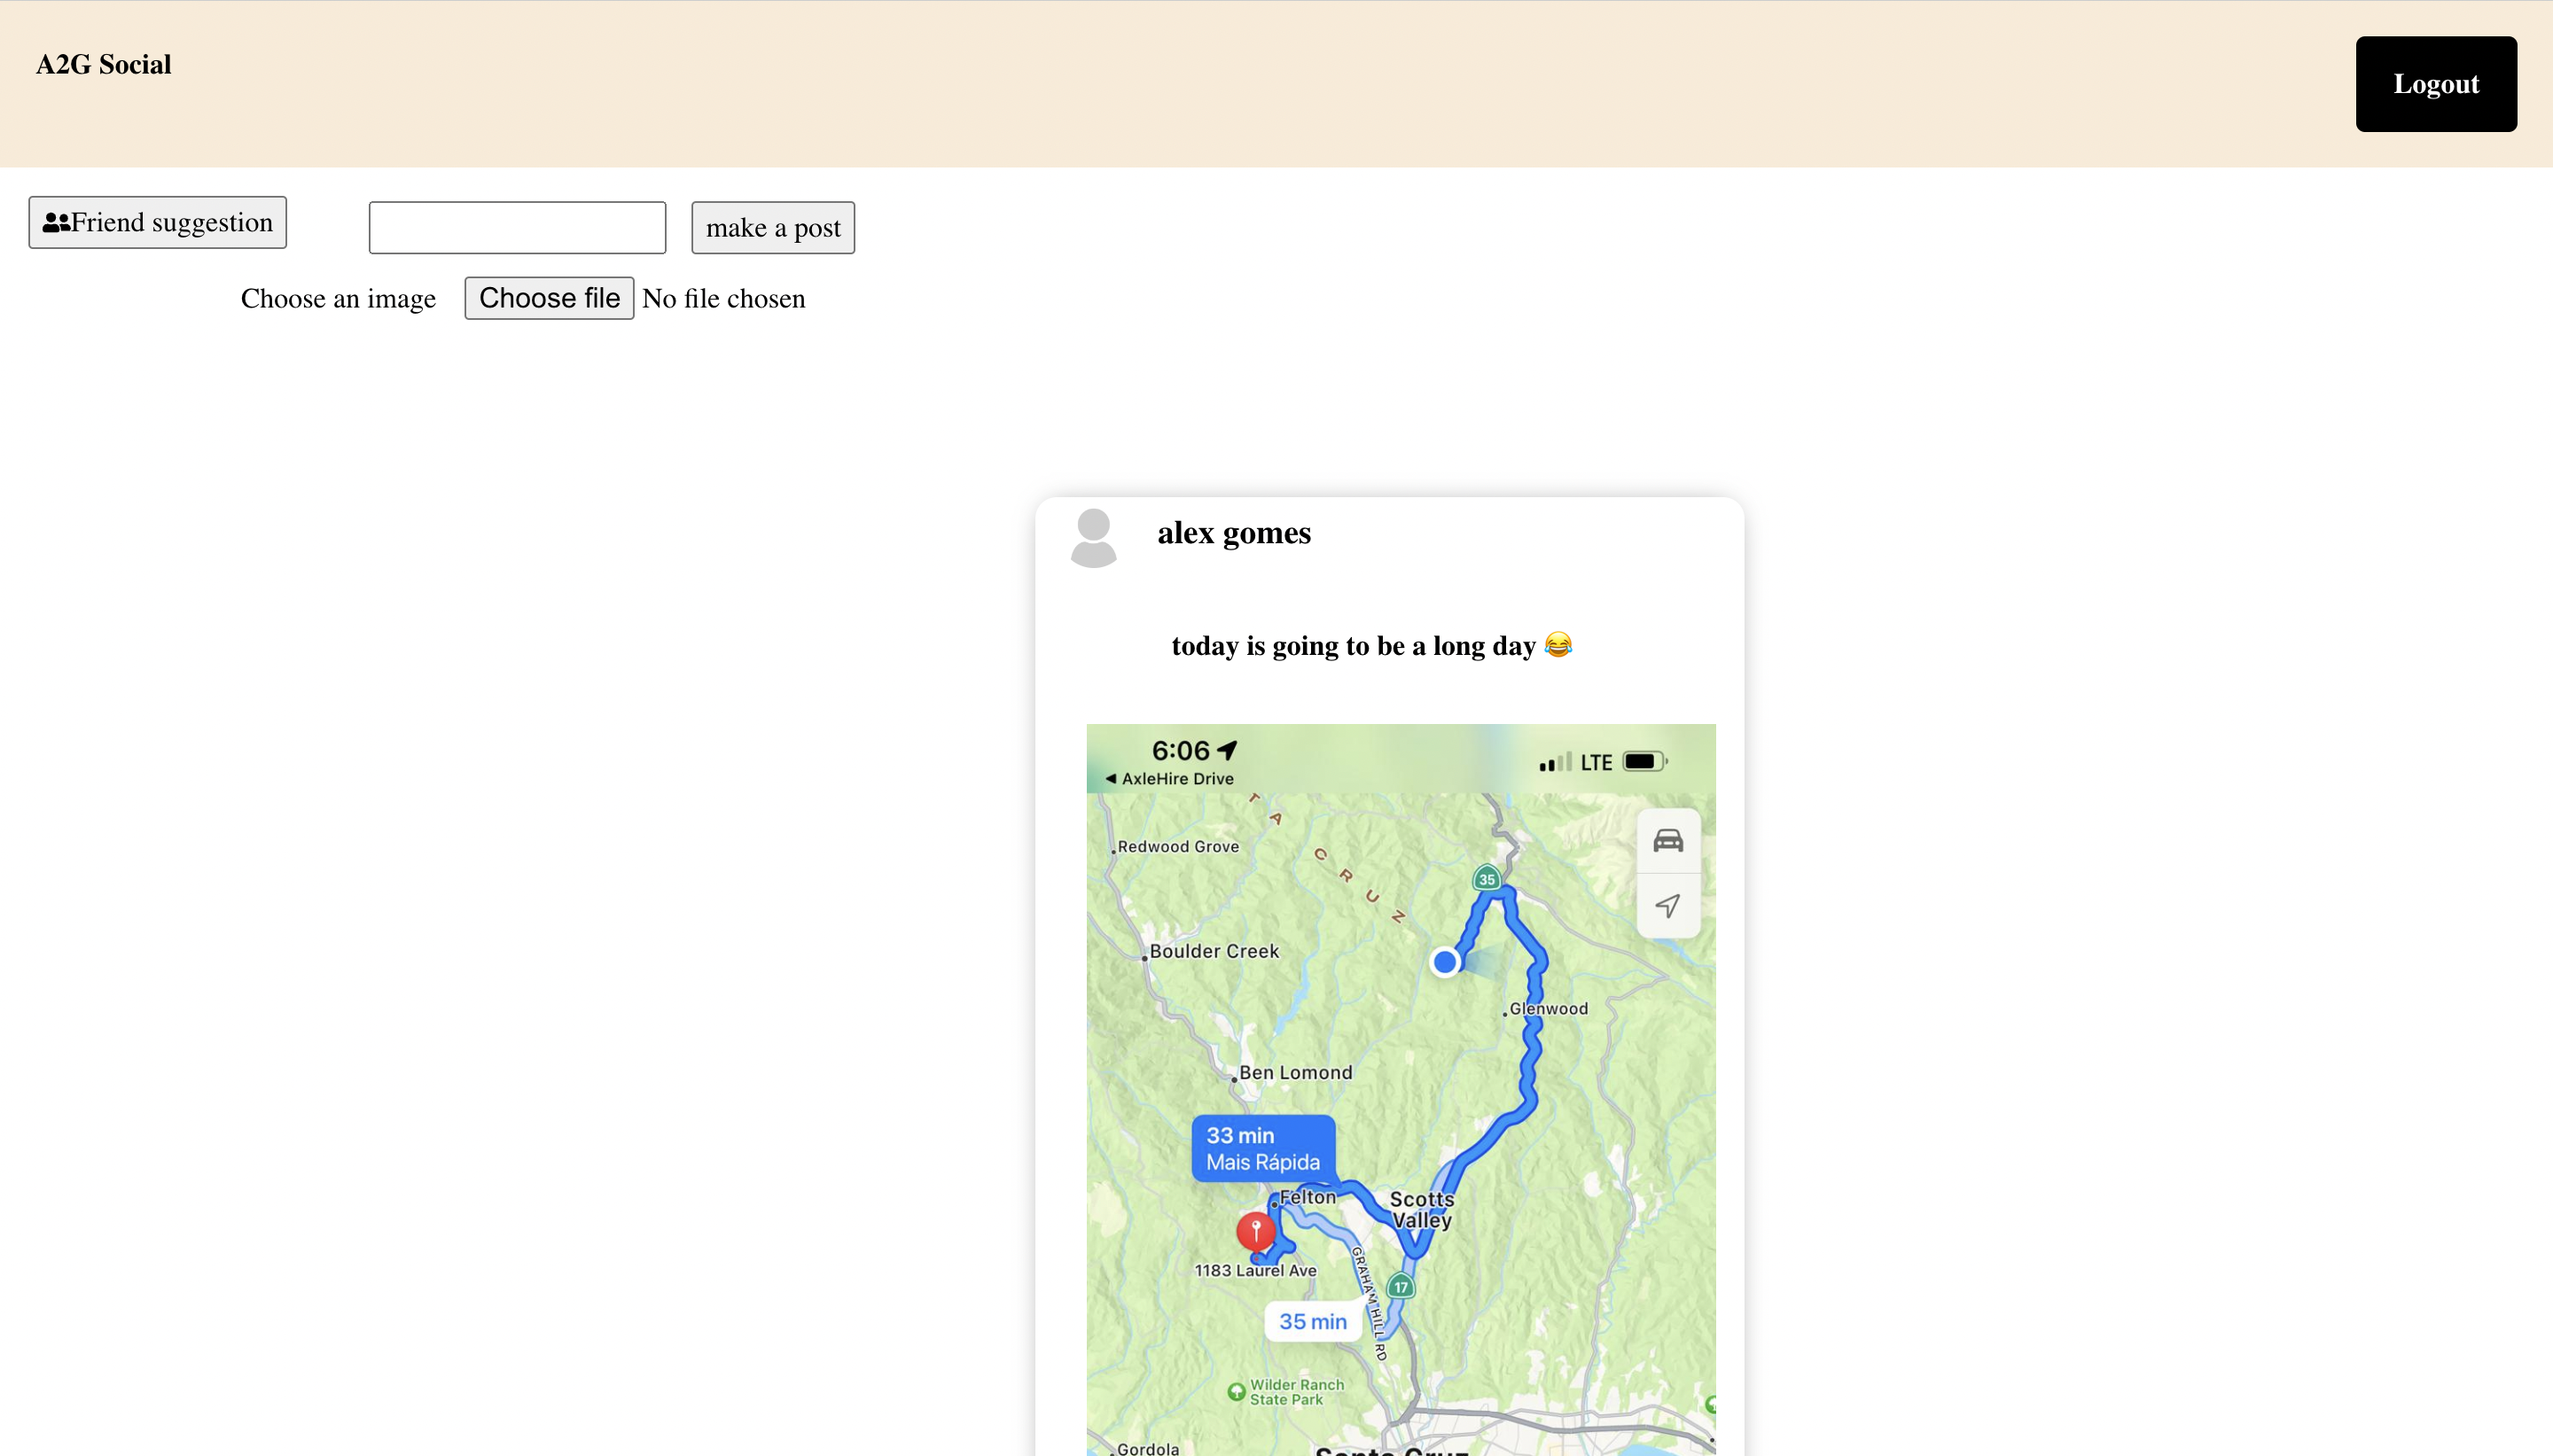 A2G Social
Logout
Friend suggestion
make a post
Choose an image
Choose file
No file chosen
alex gomes
today is going to be a long day 😂
6:06
LTE
◀ AxleHire Drive
T A
C R U Z
Redwood Grove
35
Boulder Creek
Glenwood
Ben Lomond
33 min
Mais Rápida
Felton
Scotts
Valley
1183 Laurel Ave
GRAHAM HILL RD
17
35 min
Wilder Ranch
State Park
Gordola
Santa Cruz